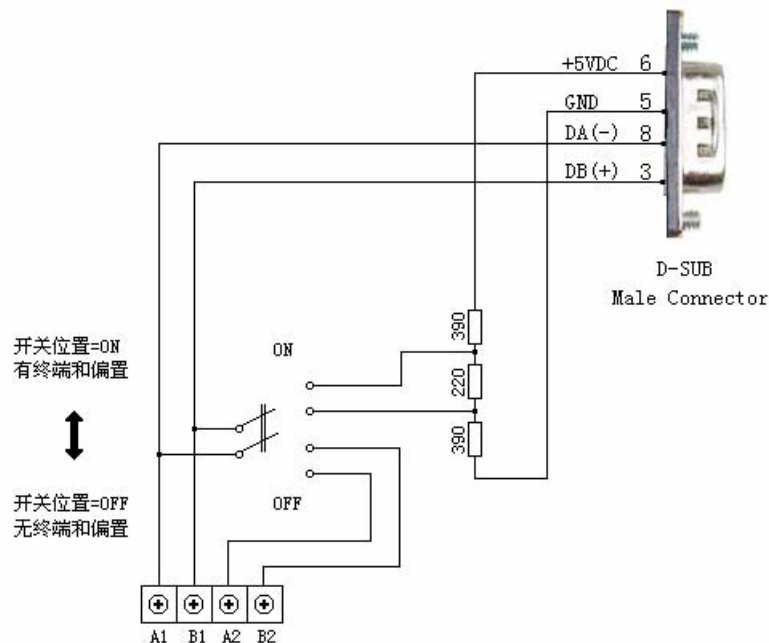 +5VDC 6
GND 5
DA(-) 8
DB(+) 3
D-SUB
Male Connector
390
220
390
开关位置=ON
有终端和偏置
ON
开关位置=OFF
无终端和偏置
OFF
A1 B1 A2 B2